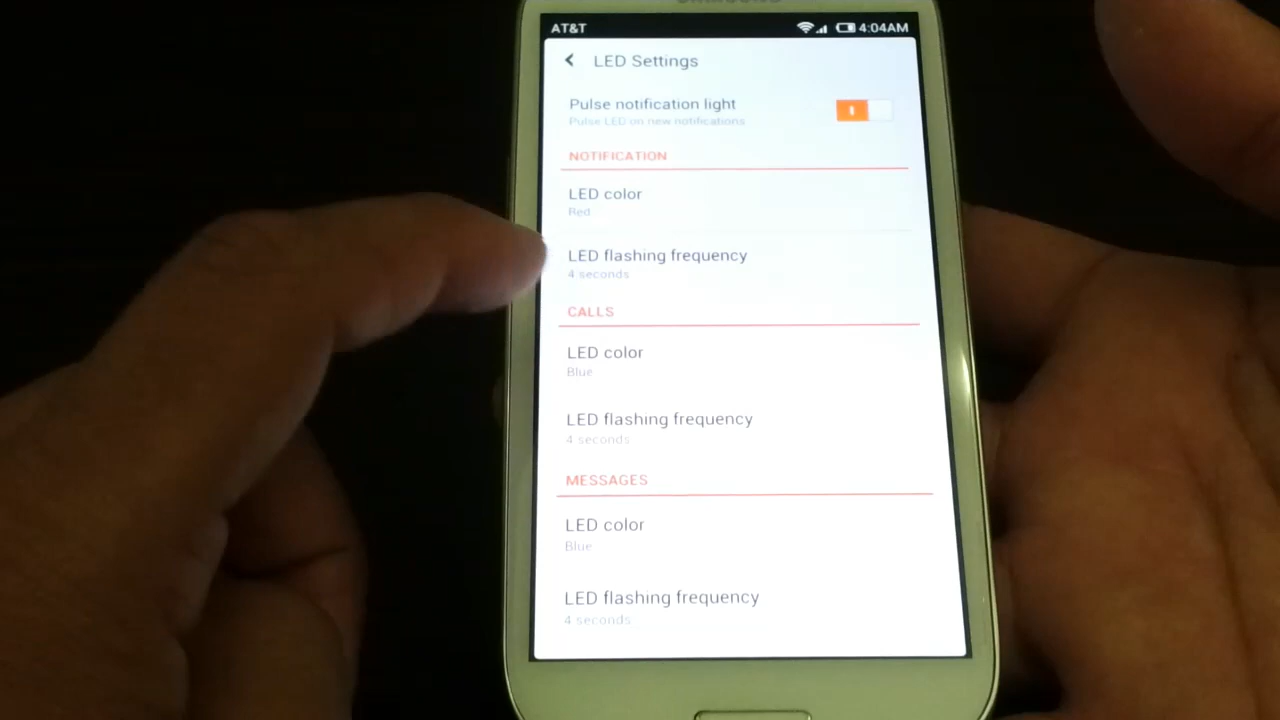 SAMSUNG
AT&T 4:04AM
LED Settings
Pulse notification light
Pulse LED on new notifications
NOTIFICATION
LED color
Red
LED flashing frequency
4 seconds
CALLS
LED color
Blue
LED flashing frequency
4 seconds
MESSAGES
LED color
Blue
LED flashing frequency
4 seconds